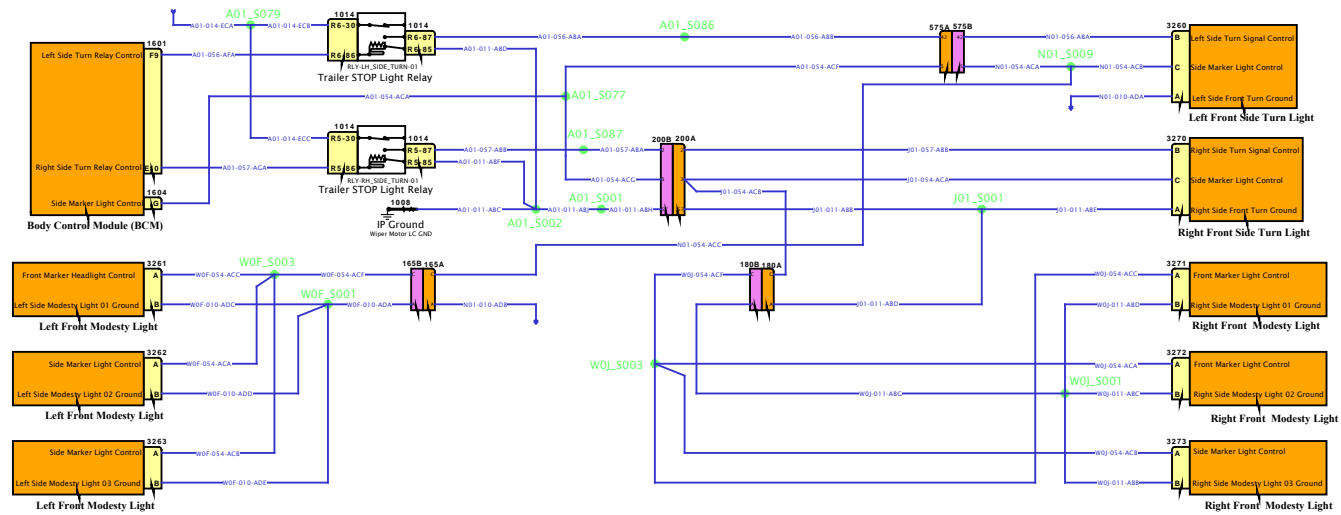 A01_S079
A01-014-ECA
A01-014-ECB
1014
1014
R6-30
R6-87
A01-056-ABA
A01_S086
A01-056-ABB
575A 575B
N01-056-ABA
3260
B
Left Side Turn Signal Control
1601
Left Side Turn Relay Control
F9
A01-056-AFA
R6 86
R6 85
A01-011-ABD
RLY-LH_SIDE_TURN-01
Trailer STOP Light Relay
A01-054-ACF
N01-054-ACA
N01_S009
N01-054-ACB
C
Side Marker Light Control
A01-054-ACA
A01_S077
N01-010-ADA
A
Left Side Front Turn Ground
Left Front Side Turn Light
A01-014-ECC
1014
1014
R5-30
R5-87
A01-057-ABB
A01_S087
A01-057-ABA
200B 200A
J01-057-ABB
3270
B
Right Side Turn Signal Control
Right Side Turn Relay Control
A01-057-AGA
R5 86
R5 85
A01-011-ABF
RLY-RH_SIDE_TURN-01
Trailer STOP Light Relay
A01-054-ACG
J01-054-ACA
J01-054-ACB
C
Side Marker Light Control
1604
Side Marker Light Control
G
1008
IP Ground
Wiper Motor LC GND
A01-011-ABC
A01_S002
A01-011-ABJ
A01_S001
A01-011-ABH
J01-011-ABB
J01_S001
J01-011-ABE
A
Right Side Front Turn Ground
Right Front Side Turn Light
Body Control Module (BCM)
N01-054-ACC
3261
Front Marker Headlight Control
A
W0F-054-ACC
W0F_S003
W0F-054-ACF
165B 165A
W0J-054-ACF
180B 180A
W0J-054-ACC
3271
A
Front Marker Light Control
Left Side Modesty Light 01 Ground
B
W0F-010-ADC
W0F_S001
W0F-010-ADA
N01-010-ADB
J01-011-ABD
W0J-011-ABD
B
Right Side Modesty Light 01 Ground
Left Front Modesty Light
Right Front Modesty Light
3262
Side Marker Light Control
A
W0F-054-ACA
W0J_S003
W0J-054-ACA
3272
A
Front Marker Light Control
Left Side Modesty Light 02 Ground
B
W0F-010-ADD
W0J-011-ABG
W0J_S001
W0J-011-ABC
B
Right Side Modesty Light 02 Ground
Left Front Modesty Light
Right Front Modesty Light
3263
Side Marker Light Control
A
W0F-054-ACB
W0J-054-ACB
3273
A
Side Marker Light Control
Left Side Modesty Light 03 Ground
B
W0F-010-ADE
W0J-011-ABB
B
Right Side Modesty Light 03 Ground
Left Front Modesty Light
Right Front Modesty Light